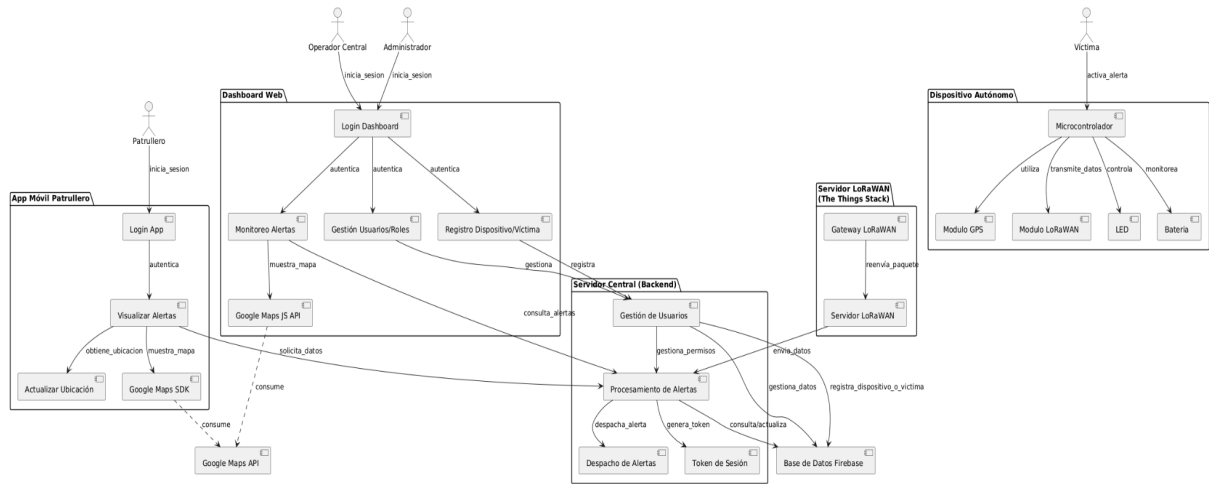 Operador Central
Administrador
Víctima
inicia_sesion
inicia_sesion
activa_alerta
Dashboard Web
Dispositivo Autónomo
Patrullero
Login Dashboard
Microcontrolador
inicia_sesion
autentica
autentica
autentica
utiliza
transmite_datos
controla
monitorea
App Móvil Patrullero
Servidor LoRaWAN
(The Things Stack)
Login App
Monitoreo Alertas
Gestión Usuarios/Roles
Registro Dispositivo/Víctima
Gateway LoRaWAN
Modulo GPS
Modulo LoRaWAN
LED
Bateria
autentica
muestra_mapa
gestiona
registra
reenvía_paquete
Servidor Central (Backend)
Visualizar Alertas
Google Maps JS API
consulta_alertas
Gestión de Usuarios
Servidor LoRaWAN
obtiene_ubicacion
muestra_mapa
solicita_datos
gestiona_permisos
envia_datos
Actualizar Ubicación
Google Maps SDK
consume
Procesamiento de Alertas
gestiona_datos
registra_dispositivo_o_victima
consume
despacha_alerta
genera_token
consulta/actualiza
Google Maps API
Despacho de Alertas
Token de Sesión
Base de Datos Firebase